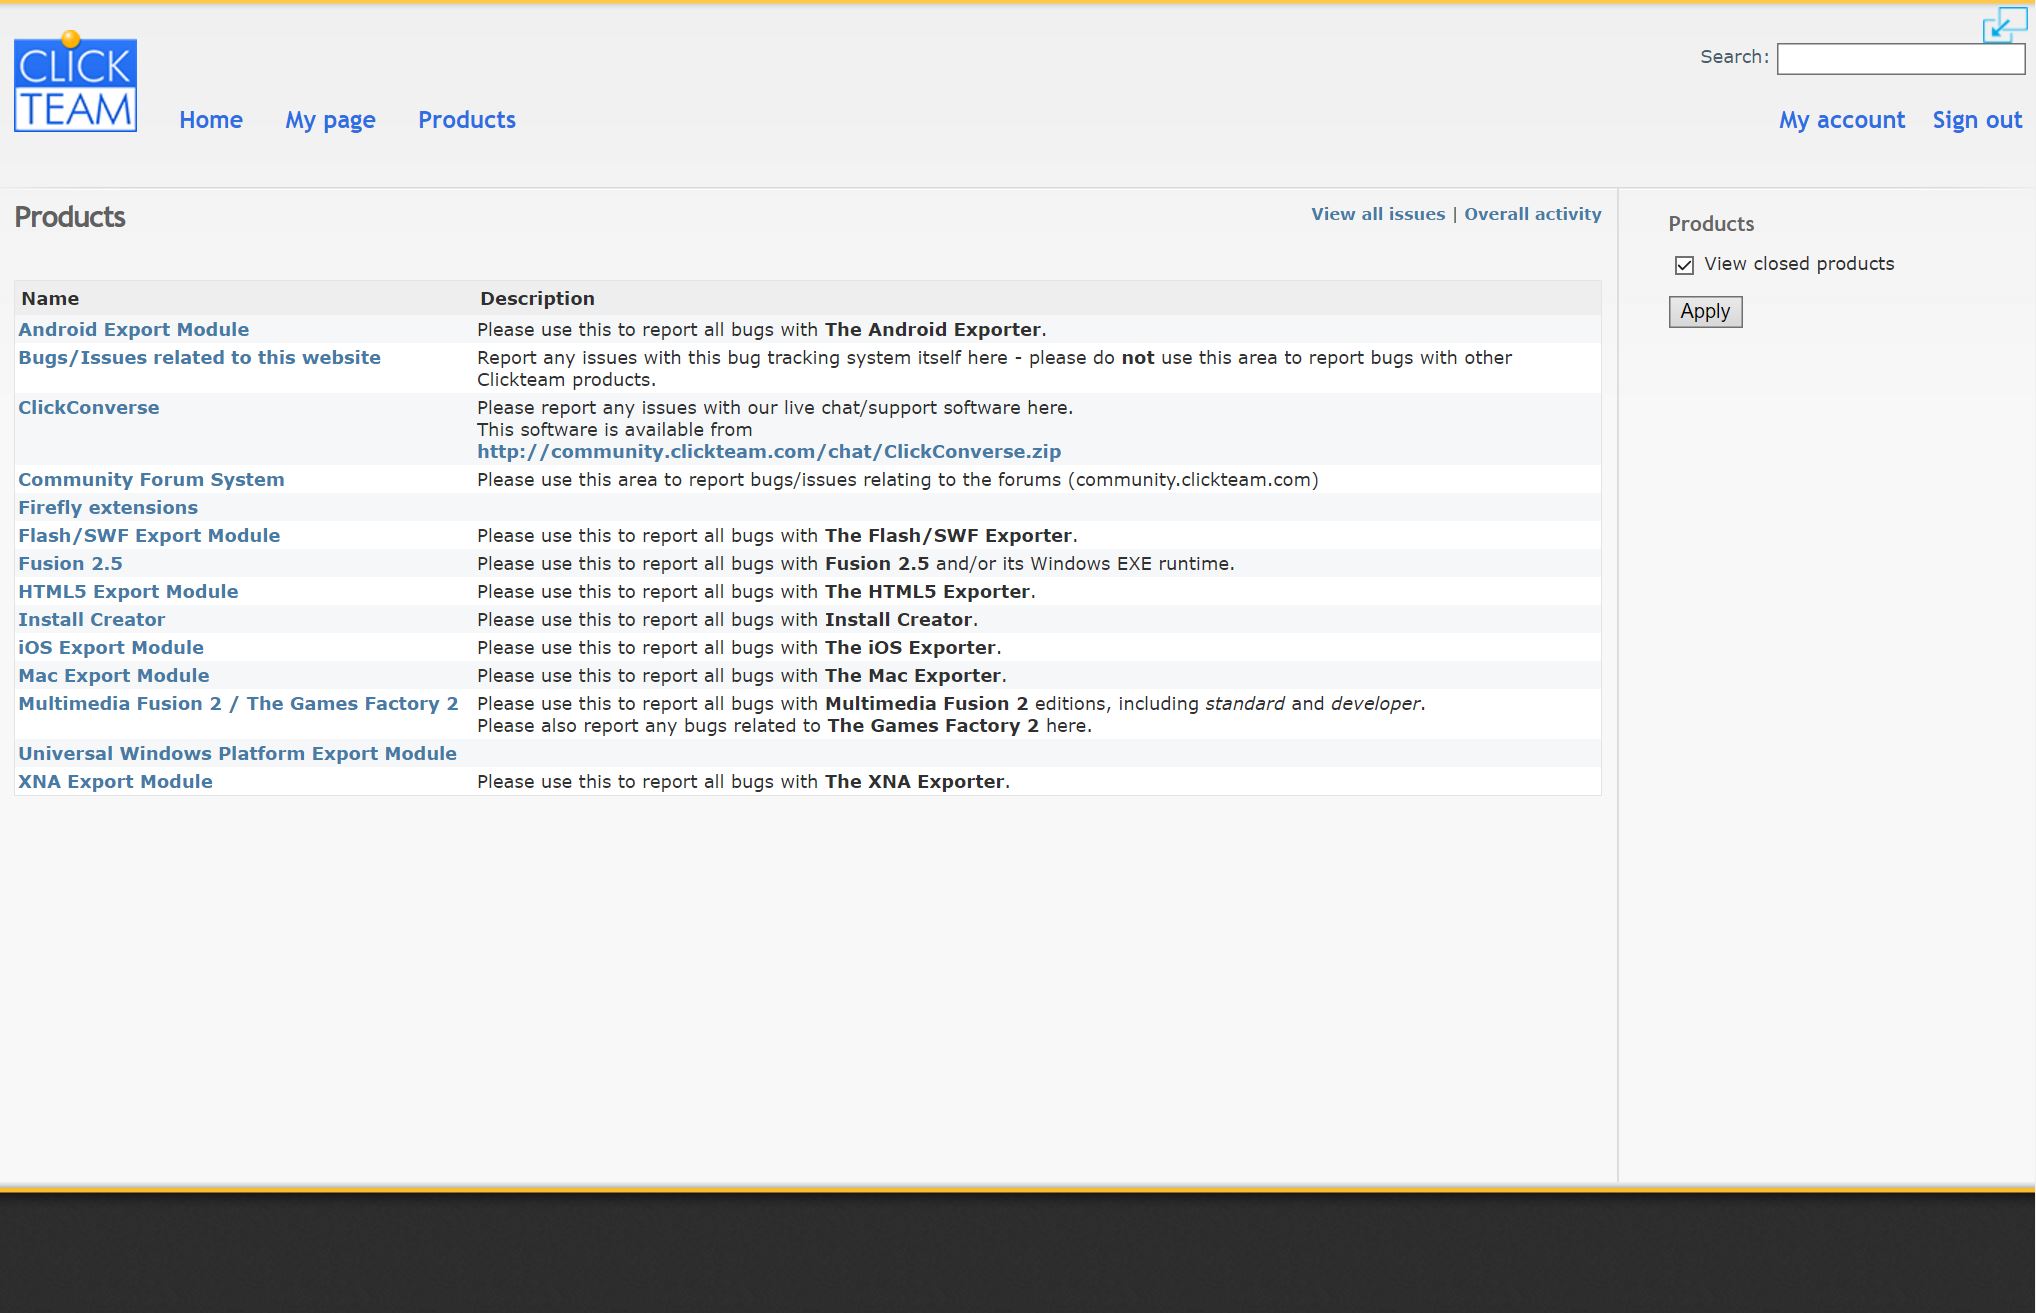 CLICK
TEAM
Home My page Products
Search:
My account Sign out
Products
View all issues | Overall activity
Name Description
Android Export Module Please use this to report all bugs with The Android Exporter.
Bugs/Issues related to this website Report any issues with this bug tracking system itself here - please do not use this area to report bugs with other
Clickteam products.
ClickConverse Please report any issues with our live chat/support software here.
This software is available from
http://community.clickteam.com/chat/ClickConverse.zip
Community Forum System Please use this area to report bugs/issues relating to the forums (community.clickteam.com)
Firefly extensions
Flash/SWF Export Module Please use this to report all bugs with The Flash/SWF Exporter.
Fusion 2.5 Please use this to report all bugs with Fusion 2.5 and/or its Windows EXE runtime.
HTML5 Export Module Please use this to report all bugs with The HTML5 Exporter.
Install Creator Please use this to report all bugs with Install Creator.
iOS Export Module Please use this to report all bugs with The iOS Exporter.
Mac Export Module Please use this to report all bugs with The Mac Exporter.
Multimedia Fusion 2 / The Games Factory 2 Please use this to report all bugs with Multimedia Fusion 2 editions, including standard and developer.
Please also report any bugs related to The Games Factory 2 here.
Universal Windows Platform Export Module
XNA Export Module Please use this to report all bugs with The XNA Exporter.
Products
View closed products
Apply